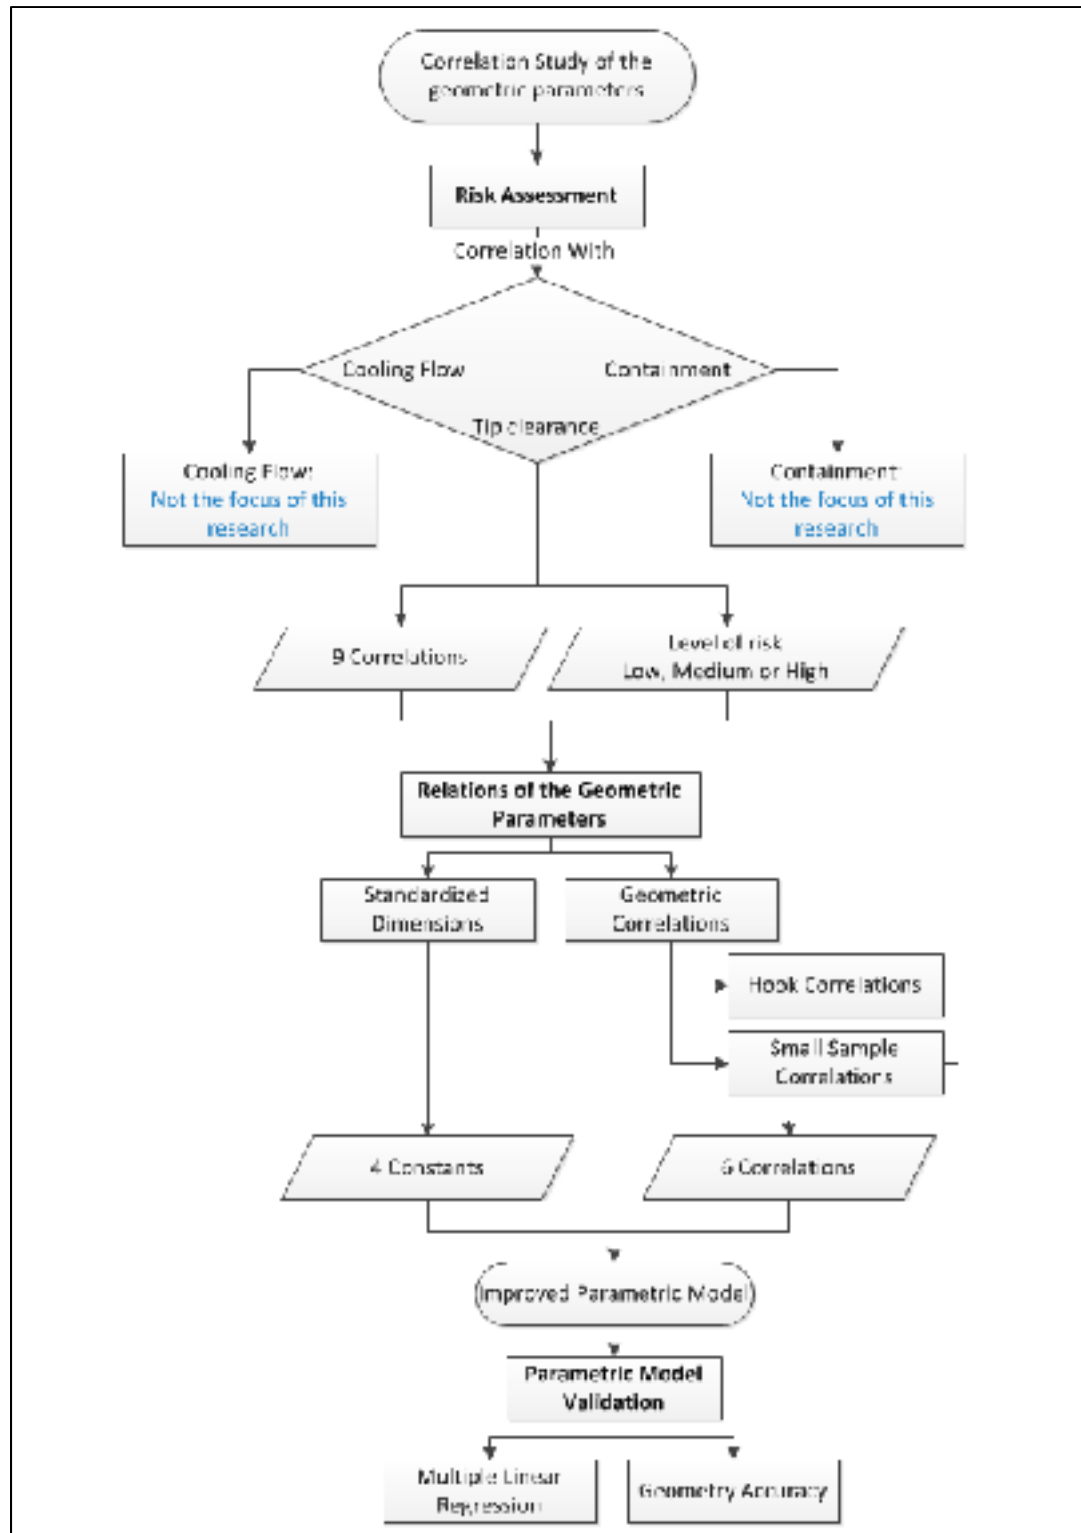 Correlation Study of the
geometric parameters
Risk Assessment
Correlation With
Cooling Flow
Containment
Tip clearance
Cooling Flow:
Not the focus of this
research
Containment:
Not the focus of this
research
9 Correlations
Level of risk
Low, Medium or High
Relations of the Geometric
Parameters
Standardized
Dimensions
Geometric
Correlations
Hook Correlations
Small Sample
Correlations
4 Constants
6 Correlations
Improved Parametric Model
Parametric Model
Validation
Multiple Linear
Regression
Geometry Accuracy